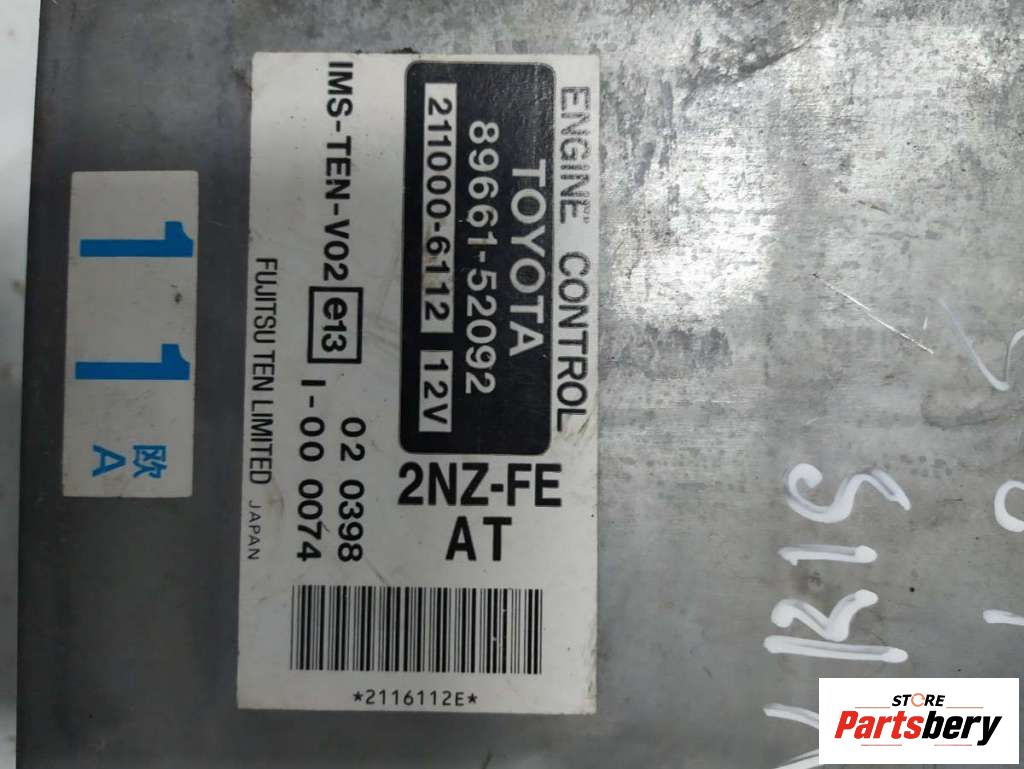 ENGINE CONTROL
TOYOTA
89661-52092
211000-6112 12V
2NZ-FE
AT
IMS-TEN-V02 e13 02 0398
I-00 0074
FUJITSU TEN LIMITED JAPAN
*2116112E*
11
欧
A
STORE
Partsbery